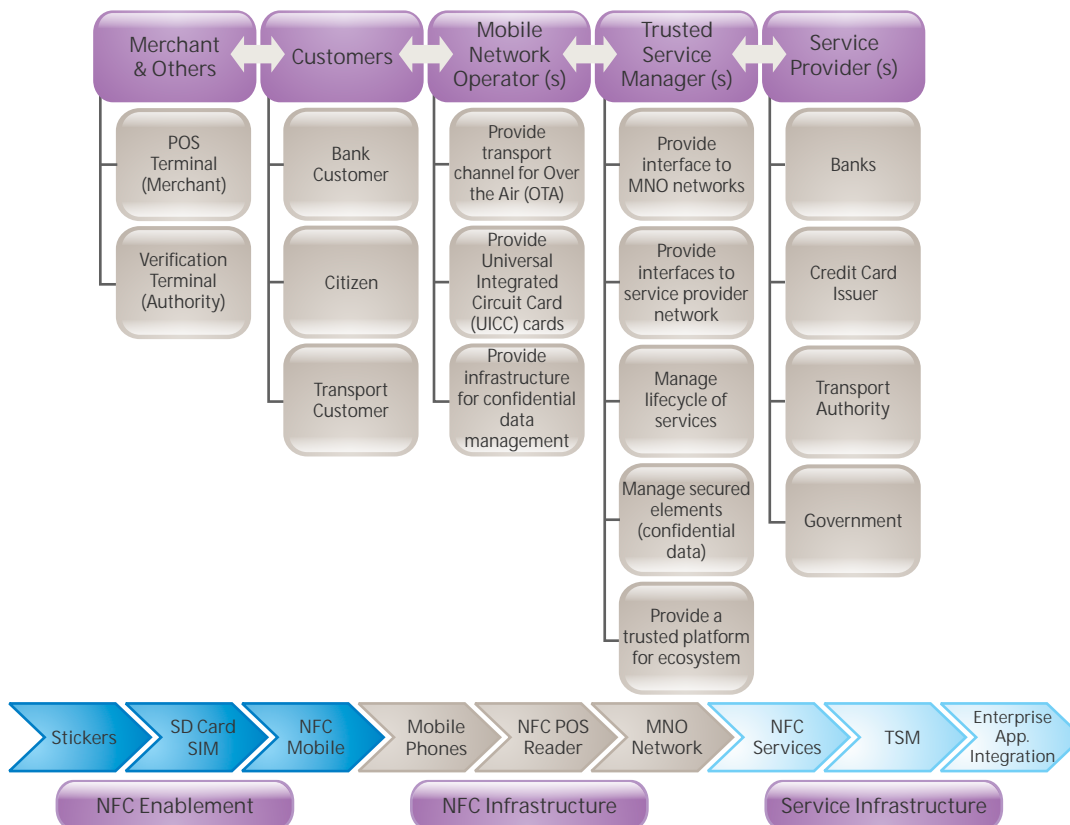 Merchant
& Others
Customers
Mobile
Network
Operator (s)
Trusted
Service
Manager (s)
Service
Provider (s)
POS
Terminal
(Merchant)
Verification
Terminal
(Authority)
Bank
Customer
Citizen
Transport
Customer
Provide
transport
channel for Over
the Air (OTA)
Provide
Universal
Integrated
Circuit Card
(UICC) cards
Provide
infrastructure
for confidential
data
management
Provide
interface to
MNO networks
Provide
interfaces to
service provider
network
Manage
lifecycle of
services
Manage secured
elements
(confidential
data)
Provide a
trusted platform
for ecosystem
Banks
Credit Card
Issuer
Transport
Authority
Government
Stickers
SD Card
SIM
NFC
Mobile
Mobile
Phones
NFC POS
Reader
MNO
Network
NFC
Services
TSM
Enterprise
App.
Integration
NFC Enablement
NFC Infrastructure
Service Infrastructure